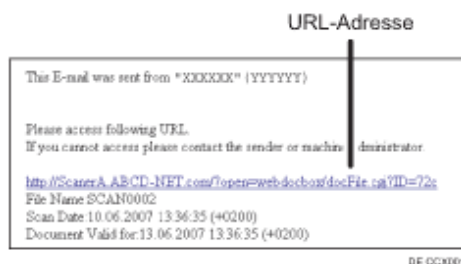 URL-Adresse
This E-mail was sent from "XXXXXX" (YYYYYY)
Please access following URL.
If you cannot access please contact the sender or machine dministrator.
http://ScanerA.ABCD-NET.com/?open=webdocbox/docFile.cgi?ID=72c
File Name SCAN0002
Scan Date:10.06.2007 13:36:35 (+0200)
Document Valid for:13.06.2007 13:36:35 (+0200)